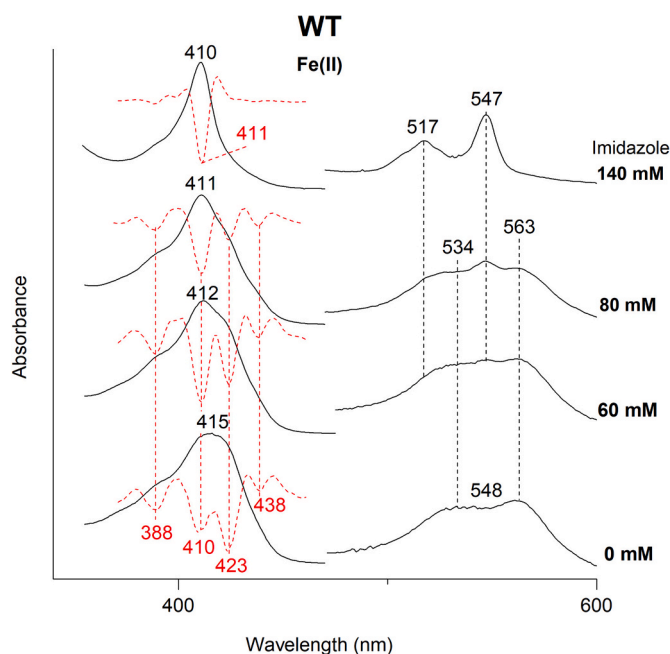 WT
Fe(II)
410
411
517
547
Imidazole
140 mM
411
534
563
80 mM
412
60 mM
415
388
410
423
438
548
0 mM
Absorbance
400
600
Wavelength (nm)